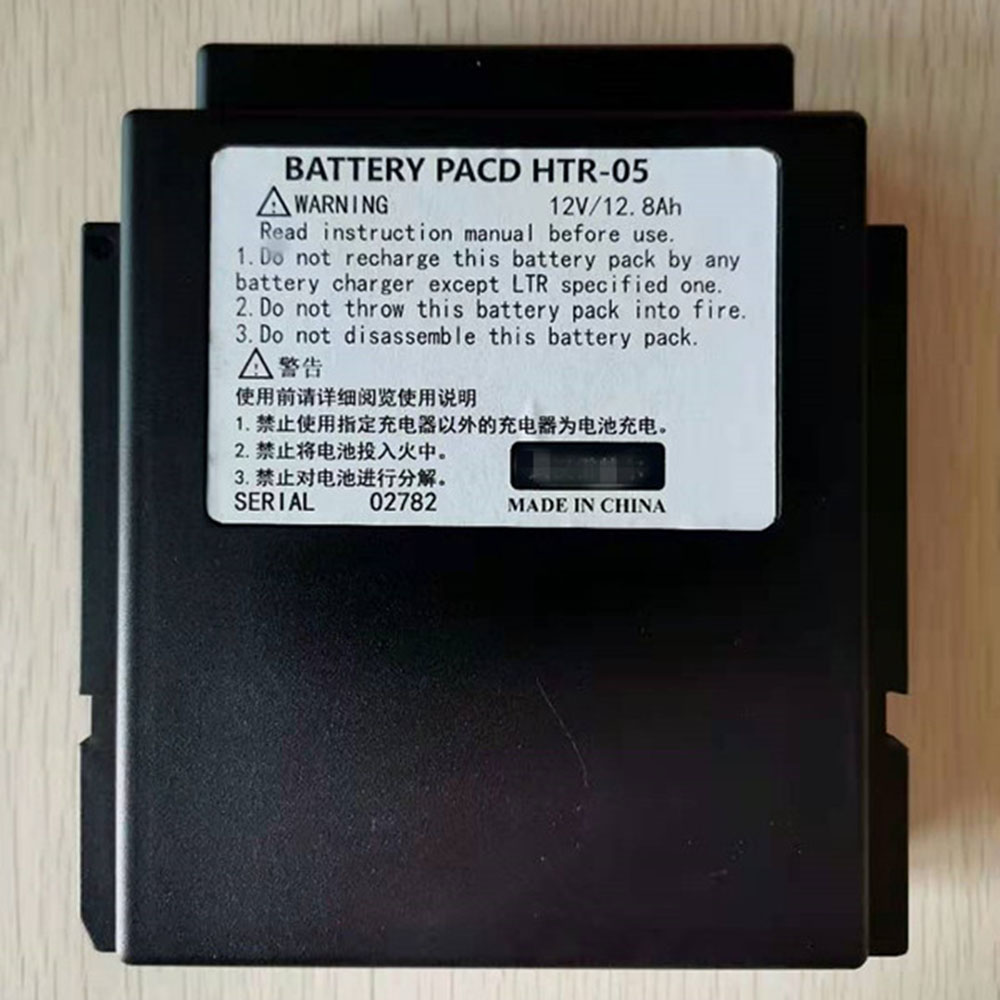 BATTERY PACD HTR-05
WARNING 12V/12.8Ah
Read instruction manual before use.
1. Do not recharge this battery pack by any
battery charger except LTR specified one.
2. Do not throw this battery pack into fire.
3. Do not disassemble this battery pack.
警告
使用前请详细阅览使用说明
1. 禁止使用指定充电器以外的充电器为电池充电。
2. 禁止将电池投入火中。
3. 禁止对电池进行分解。
SERIAL 02782 MADE IN CHINA